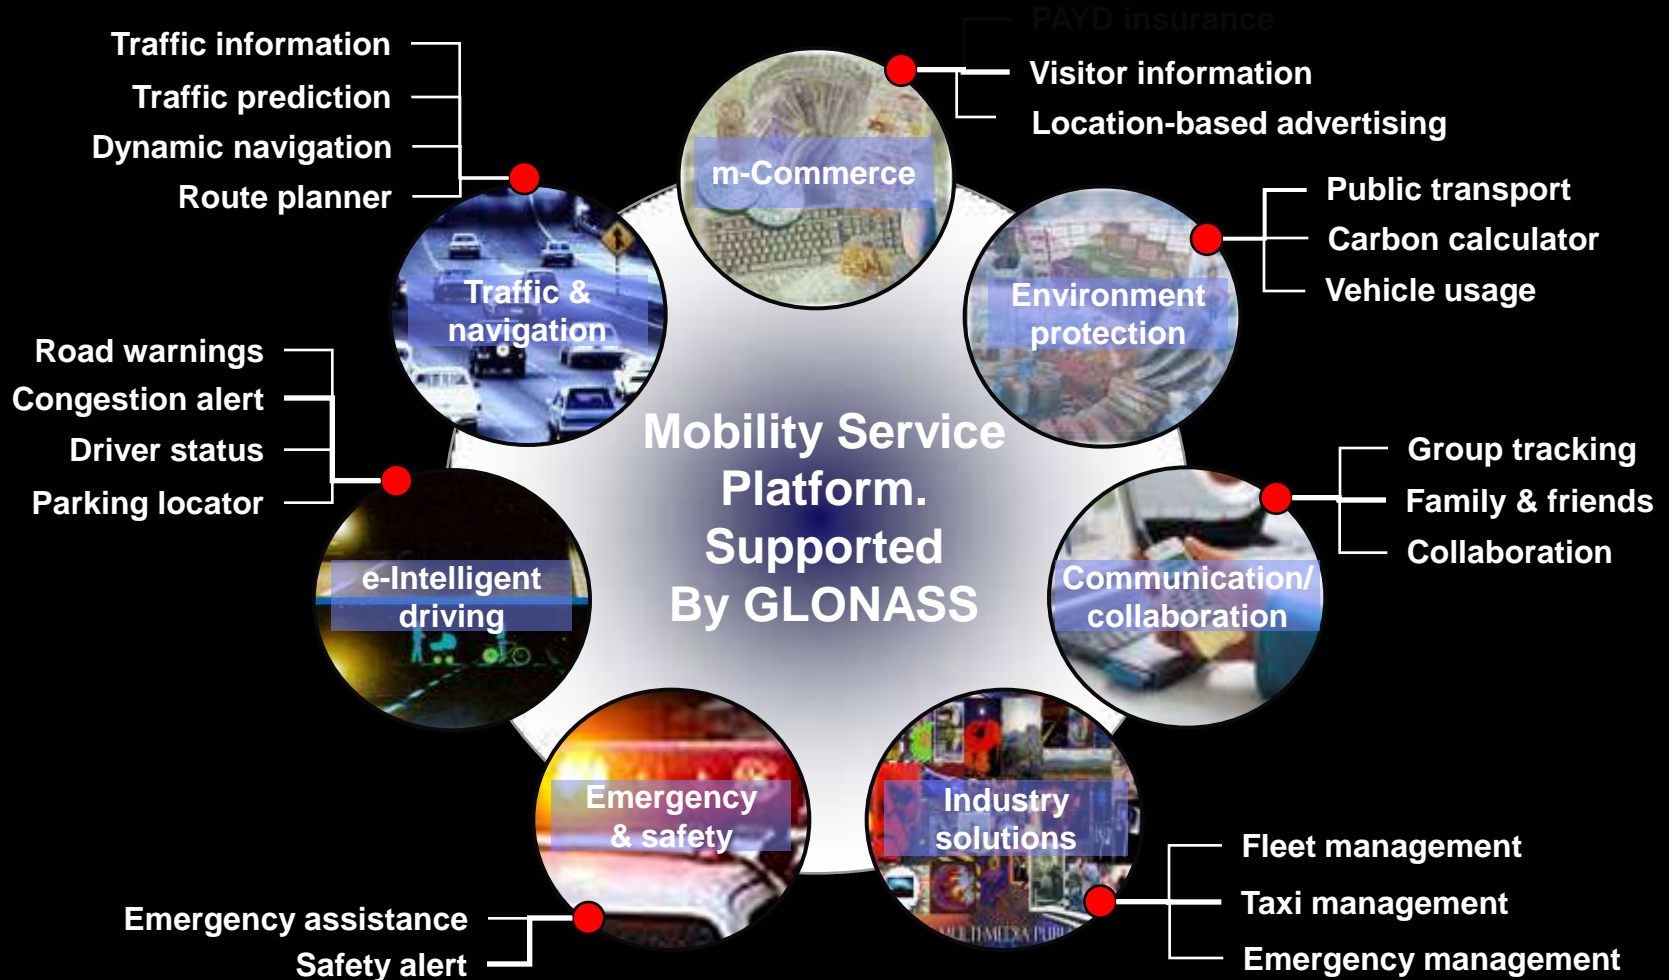 PAYD insurance
Visitor information
Location-based advertising
Traffic information
Traffic prediction
Dynamic navigation
Route planner
m-Commerce
Public transport
Carbon calculator
Vehicle usage
Traffic &
navigation
Environment
protection
Road warnings
Congestion alert
Driver status
Parking locator
Mobility Service
Platform.
Supported
By GLONASS
Group tracking
Family & friends
Collaboration
e-Intelligent
driving
Communication/
collaboration
Emergency
& safety
Industry
solutions
Emergency assistance
Safety alert
Fleet management
Taxi management
Emergency management